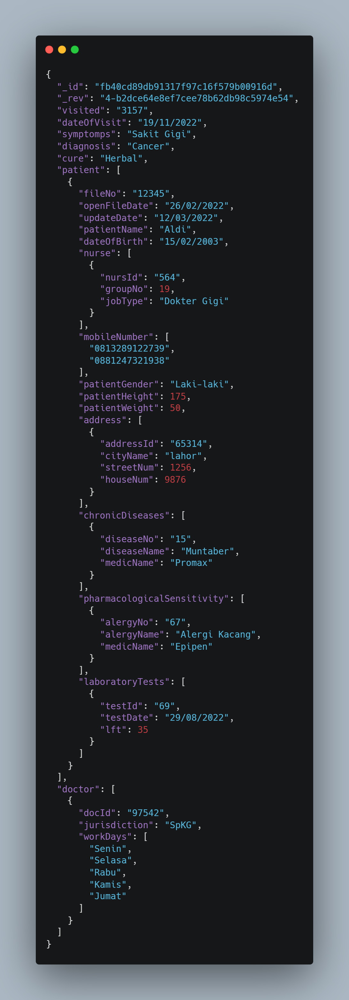 {
  "_id": "fb40cd89db91317f97c16f579b00916d",
  "_rev": "4-b2dce64e8ef7cee78b62db98c5974e54",
  "visited": "3157",
  "dateOfVisit": "19/11/2022",
  "symptomps": "Sakit Gigi",
  "diagnosis": "Cancer",
  "cure": "Herbal",
  "patient": [
    {
      "fileNo": "12345",
      "openFileDate": "26/02/2022",
      "updateDate": "12/03/2022",
      "patientName": "Aldi",
      "dateOfBirth": "15/02/2003",
      "nurse": [
        {
          "nursId": "564",
          "groupNo": 19,
          "jobType": "Dokter Gigi"
        }
      ],
      "mobileNumber": [
        "0813289122739",
        "0881247321938"
      ],
      "patientGender": "Laki-laki",
      "patientHeight": 175,
      "patientWeight": 50,
      "address": [
        {
          "addressId": "65314",
          "cityName": "lahor",
          "streetNum": 1256,
          "houseNum": 9876
        }
      ],
      "chronicDiseases": [
        {
          "diseaseNo": "15",
          "diseaseName": "Muntaber",
          "medicName": "Promax"
        }
      ],
      "pharmacologicalSensitivity": [
        {
          "alergyNo": "67",
          "alergyName": "Alergi Kacang",
          "medicName": "Epipen"
        }
      ],
      "laboratoryTests": [
        {
          "testId": "69",
          "testDate": "29/08/2022",
          "lft": 35
        }
      ]
    }
  ],
  "doctor": [
    {
      "docId": "97542",
      "jurisdiction": "SpKG",
      "workDays": [
        "Senin",
        "Selasa",
        "Rabu",
        "Kamis",
        "Jumat"
      ]
    }
  ]
}